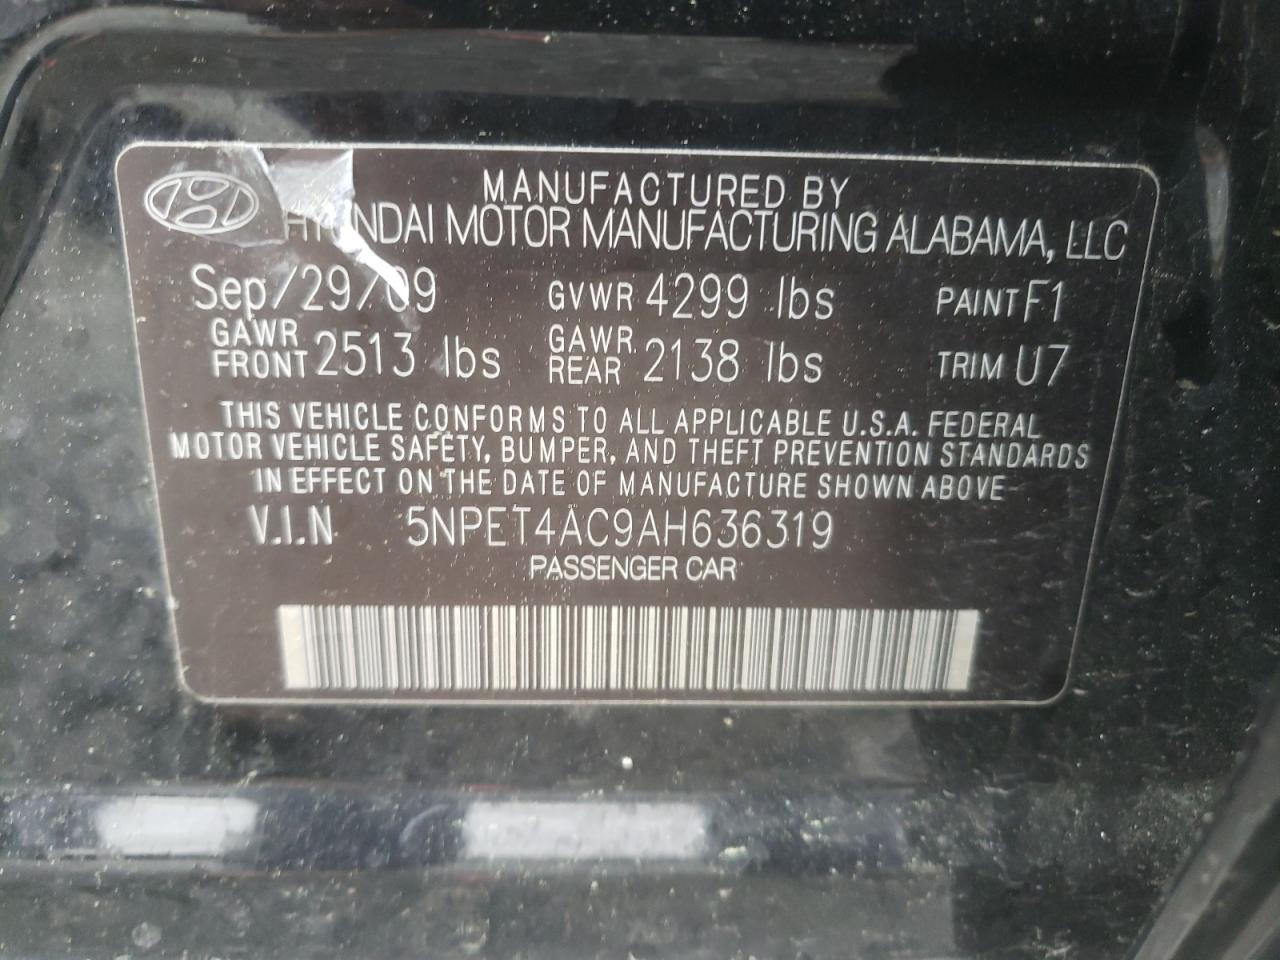 MANUFACTURED BY
HYUNDAI MOTOR MANUFACTURING ALABAMA, LLC
Sep/29/09 GVWR 4299 lbs PAINT F1
GAWR FRONT 2513 lbs GAWR REAR 2138 lbs TRIM U7
THIS VEHICLE CONFORMS TO ALL APPLICABLE U.S.A. FEDERAL
MOTOR VEHICLE SAFETY, BUMPER, AND THEFT PREVENTION STANDARDS
IN EFFECT ON THE DATE OF MANUFACTURE SHOWN ABOVE
V.I.N 5NPET4AC9AH636319
PASSENGER CAR